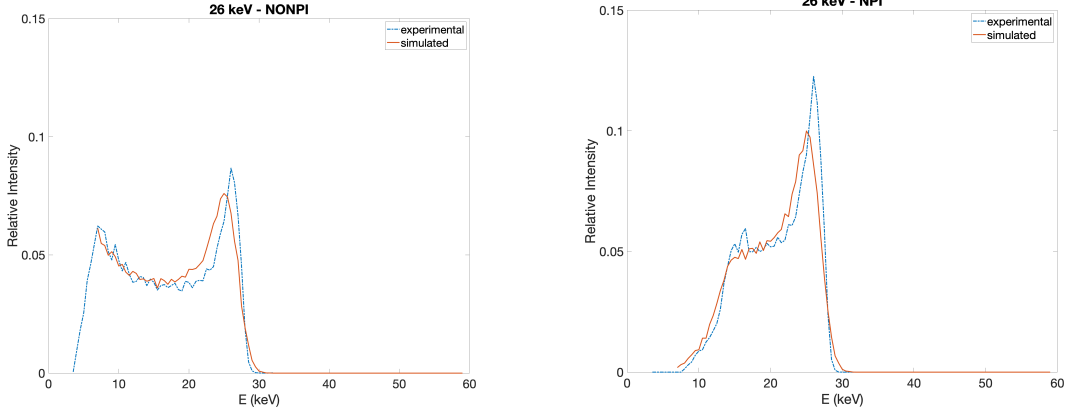 26 keV - NONPI
0.15
0.1
0.05
0
Relative Intensity
experimental
simulated
0 10 20 30 40 50 60
E (keV)
26 keV - NPI
0.15
0.1
0.05
0
Relative Intensity
experimental
simulated
0 10 20 30 40 50 60
E (keV)